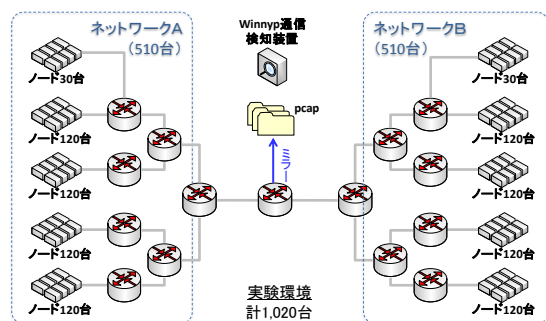 ネットワークA
（510台）
ノード30台
ノード120台
ノード120台
ノード120台
ノード120台
Winnyp通信
検知装置
pcap
ミラー
実験環境
計1,020台
ネットワークB
（510台）
ノード30台
ノード120台
ノード120台
ノード120台
ノード120台